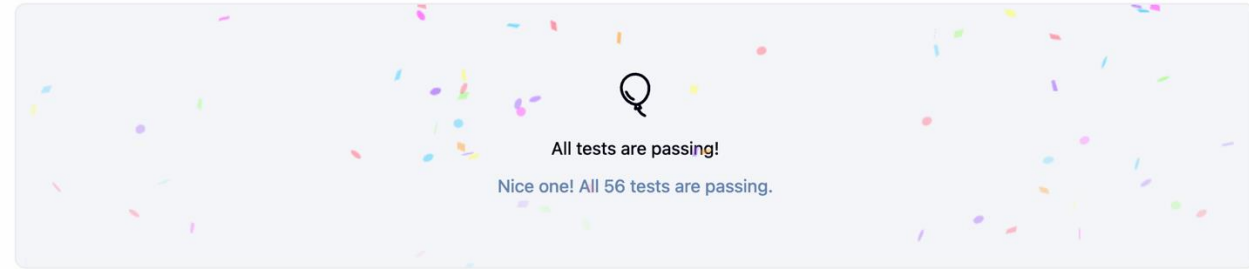 All tests are passing!
Nice one! All 56 tests are passing.